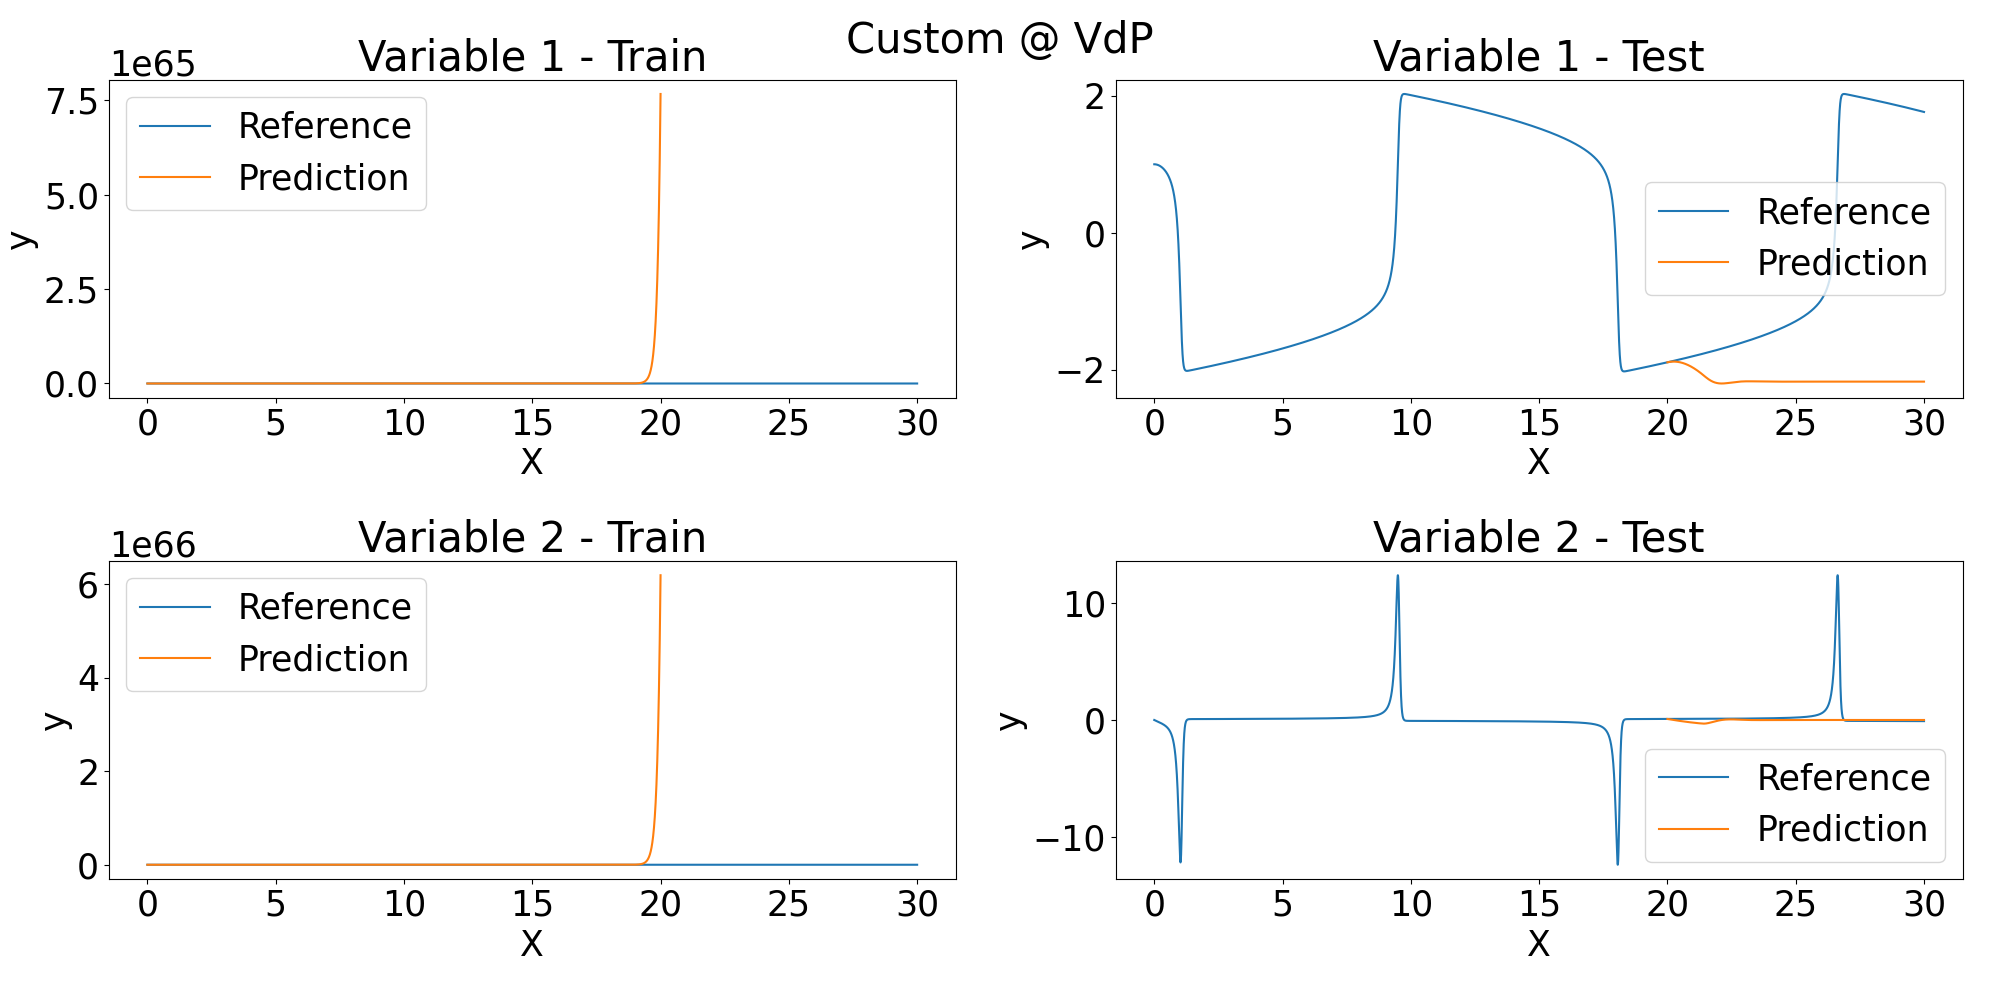 Custom @ VdP
Variable 1 - Train
1e65
7.5
5.0
2.5
0.0
y
Reference
Prediction
0 5 10 15 20 25 30
X
Variable 1 - Test
2
0
−2
y
Reference
Prediction
0 5 10 15 20 25 30
X
Variable 2 - Train
1e66
6
4
2
0
y
Reference
Prediction
0 5 10 15 20 25 30
X
Variable 2 - Test
10
0
−10
y
Reference
Prediction
0 5 10 15 20 25 30
X